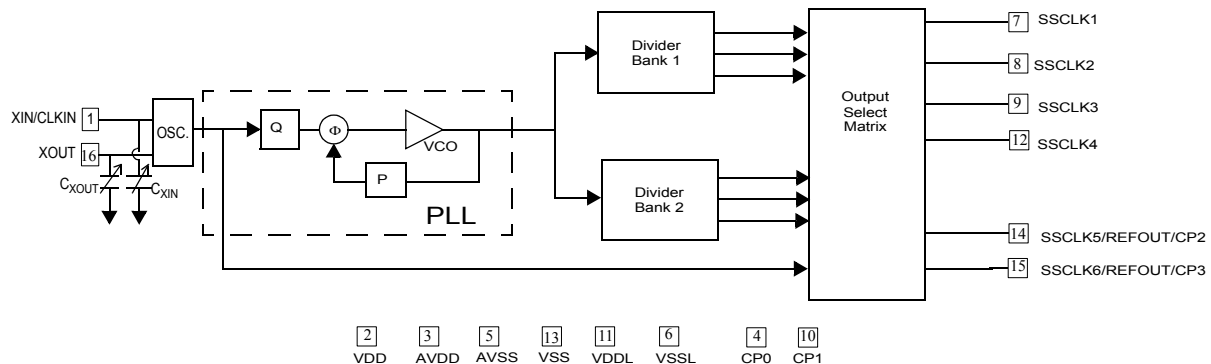 7 SSCLK1
Divider
Bank 1
8 SSCLK2
Output
Select
Matrix
9 SSCLK3
XIN/CLKIN 1
OSC.
Q
Φ
VCO
12 SSCLK4
XOUT 16
P
CXOUT
CXIN
Divider
Bank 2
PLL
14 SSCLK5/REFOUT/CP2
15 SSCLK6/REFOUT/CP3
2 3 5 13 11 6 4 10
VDD AVDD AVSS VSS VDDL VSSL CP0 CP1